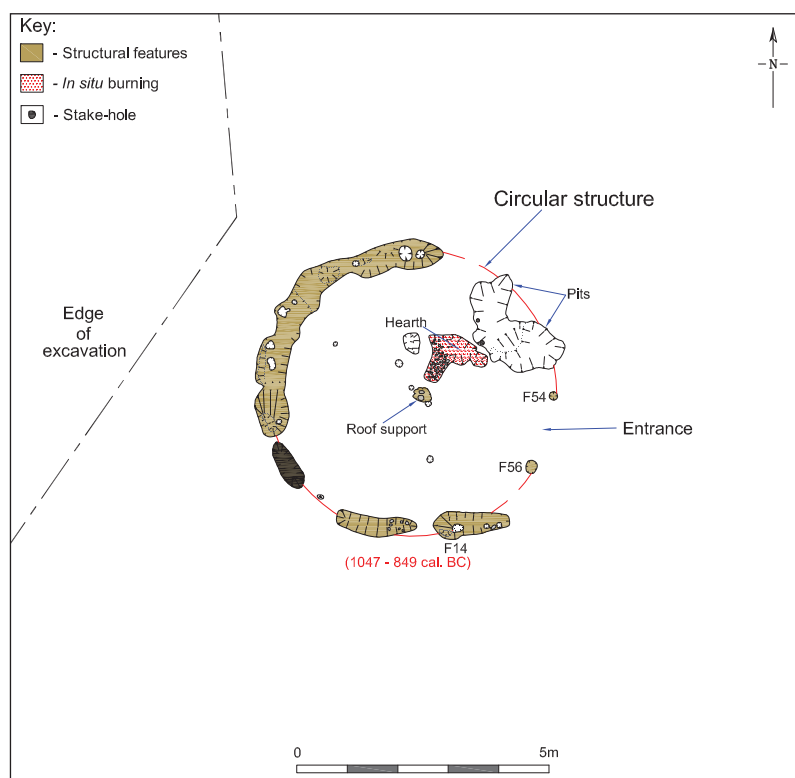 Key:
- Structural features
- In situ burning
- Stake-hole
N
Circular structure
Pits
Edge
of
excavation
Hearth
F54
Roof support
Entrance
F56
F14
(1047 - 849 cal. BC)
0
5m